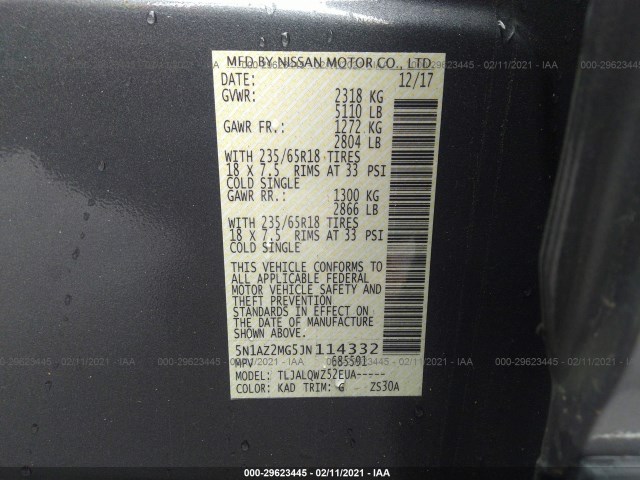 MFD BY NISSAN MOTOR CO., LTD.
DATE: 12/17
GVWR: 2318 KG
5110 LB
GAWR FR.: 1272 KG
2804 LB
WITH 235/65R18 TIRES
18 X 7.5 RIMS AT 33 PSI
COLD SINGLE
GAWR RR.: 1300 KG
2866 LB
WITH 235/65R18 TIRES
18 X 7.5 RIMS AT 33 PSI
COLD SINGLE
THIS VEHICLE CONFORMS TO
ALL APPLICABLE FEDERAL
MOTOR VEHICLE SAFETY AND
THEFT PREVENTION
STANDARDS IN EFFECT ON
THE DATE OF MANUFACTURE
SHOWN ABOVE.
5N1AZ2MG5JN114332
MPV 685591
MODEL: TLJALQWZ52EUA-----
COLOR: KAD TRIM: G ZS30A
000-29623445 - 02/11/2021 - IAA